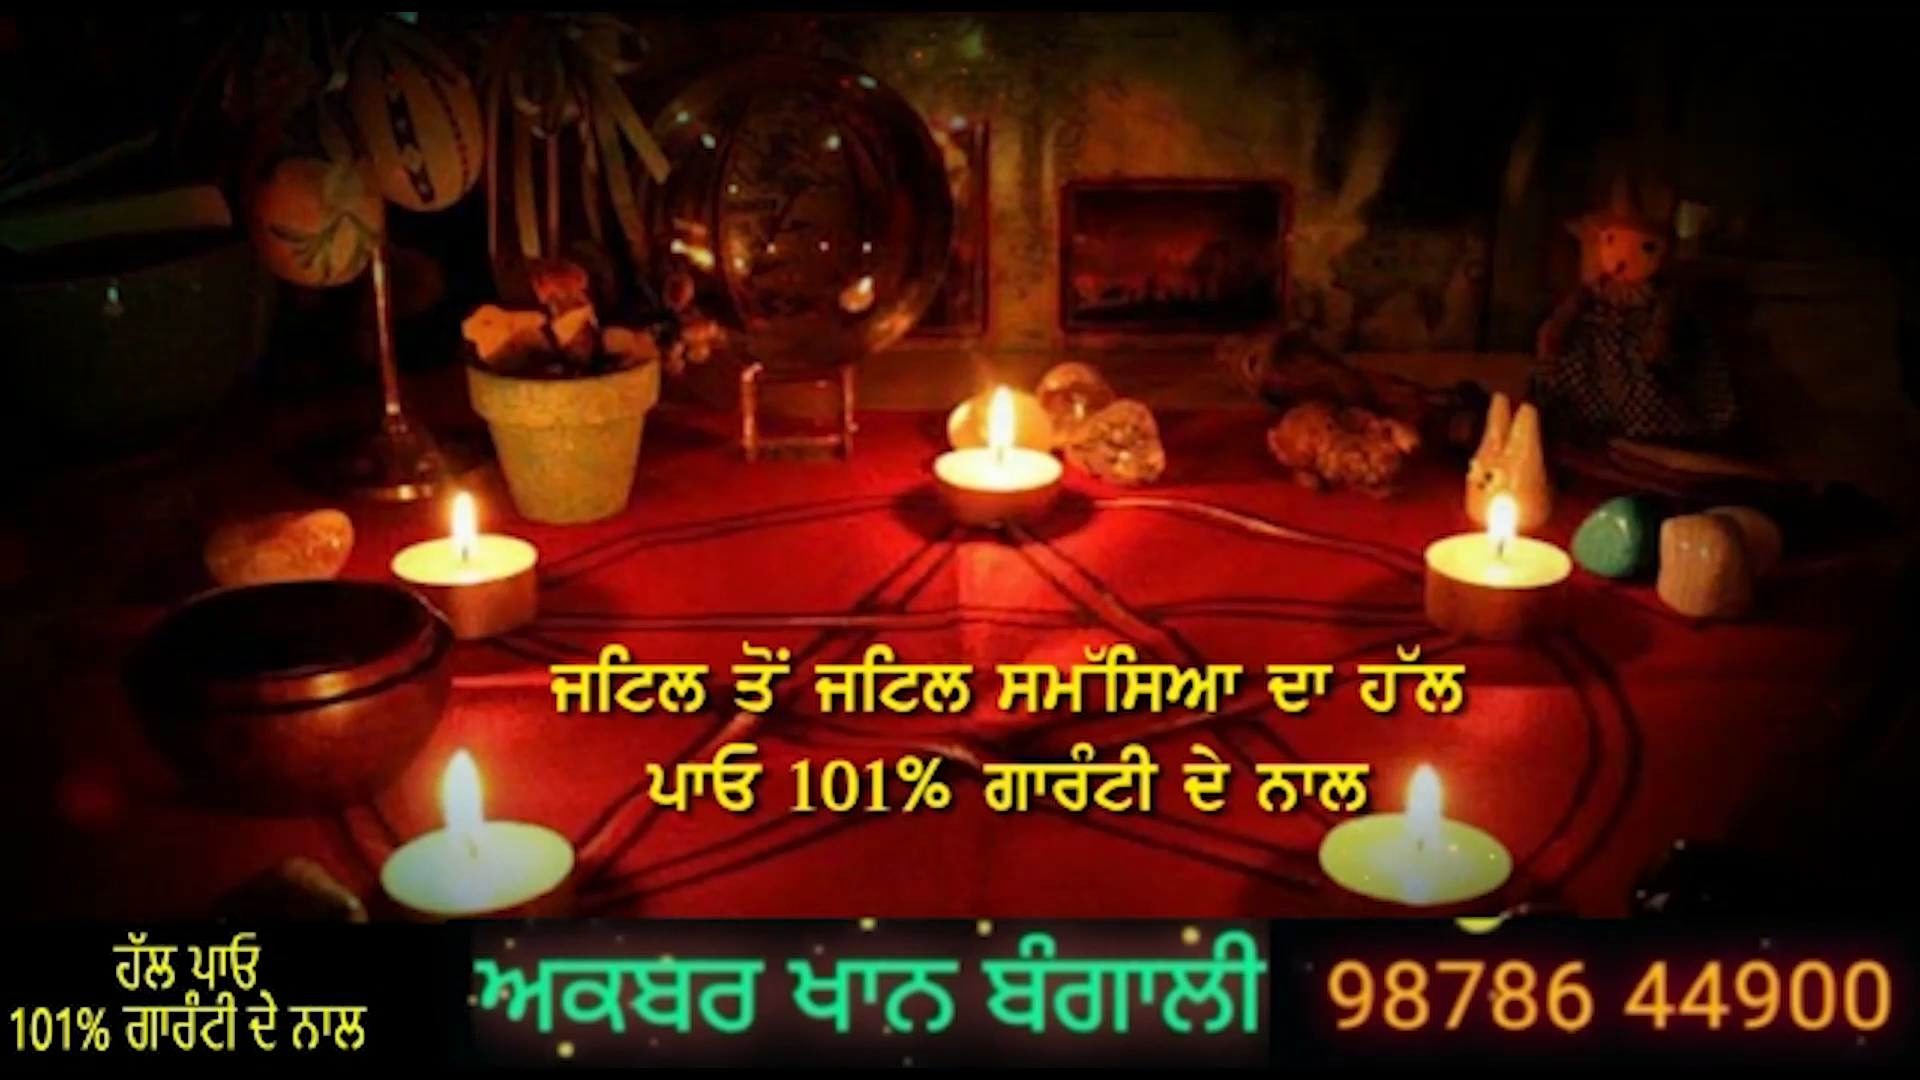 ਜਟਿਲ ਤੋਂ ਜਟਿਲ ਸਮੱਸਿਆ ਦਾ ਹੱਲ
ਪਾਓ 101% ਗਾਰੰਟੀ ਦੇ ਨਾਲ
ਹੱਲ ਪਾਓ
101% ਗਾਰੰਟੀ ਦੇ ਨਾਲ
ਅਕਬਰ ਖਾਨ ਬੰਗਾਲੀ
98786 44900